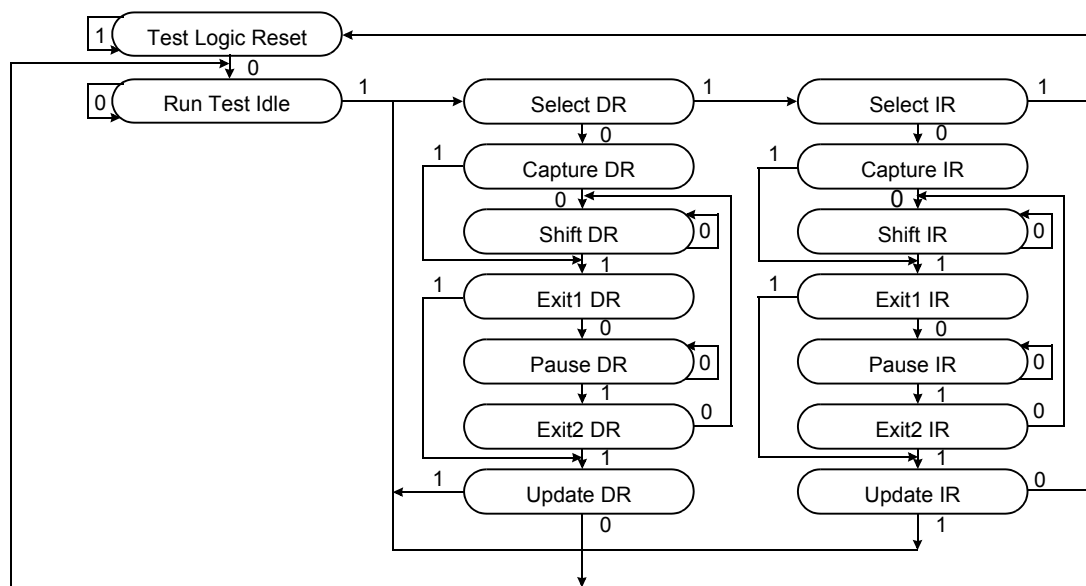 1 Test Logic Reset
0
0 Run Test Idle 1 Select DR 1 Select IR 1
0 0
1 Capture DR 1 Capture IR
0 0
Shift DR 0 Shift IR 0
1 1
1 Exit1 DR 1 Exit1 IR
0 0
Pause DR 0 Pause IR 0
1 1
Exit2 DR 0 Exit2 IR 0
1 1
1 Update DR Update IR 0
0 1